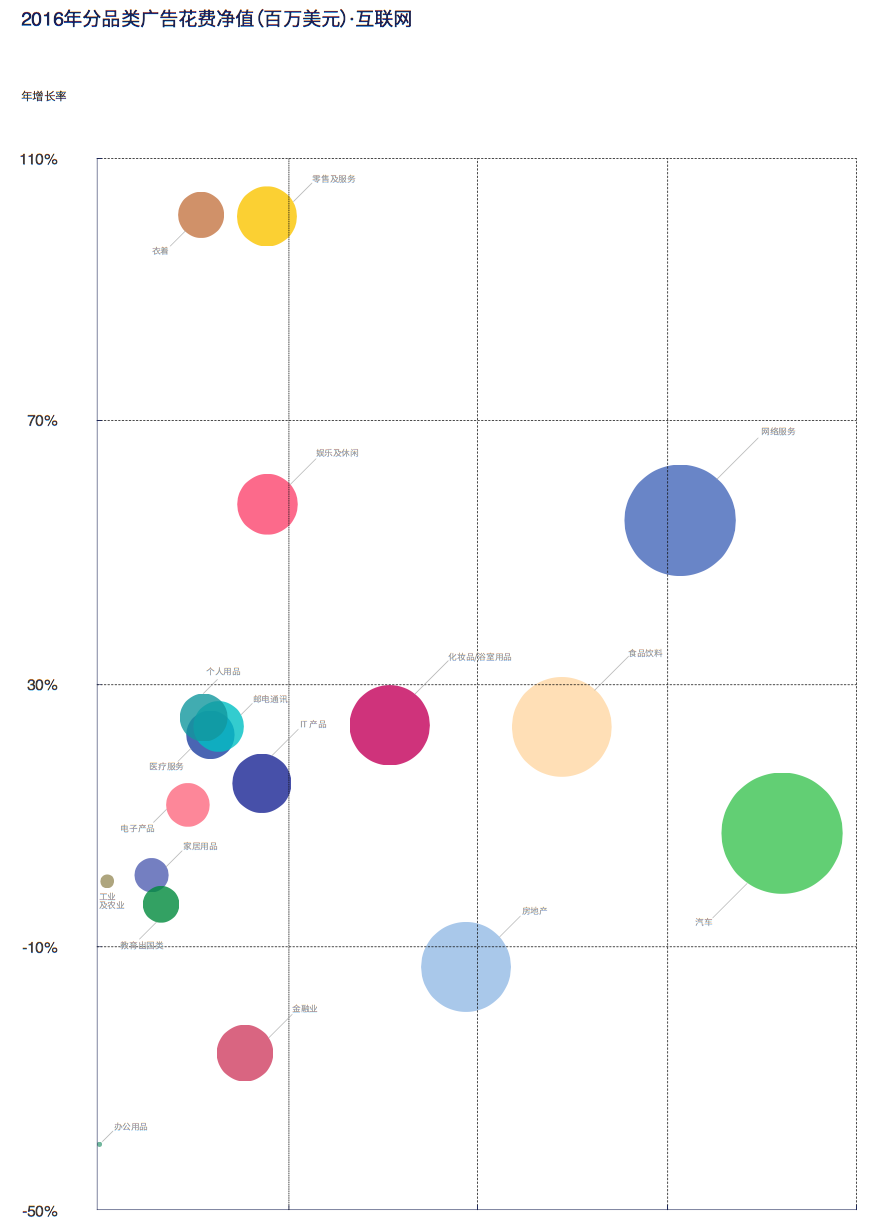 2016年分品类广告花费净值(百万美元)·互联网
年增长率
110%
零售及服务
衣着
70%
网络服务
娱乐及休闲
化妆品/浴室用品
食品饮料
个人用品
30%
邮电通讯
IT 产品
医疗服务
电子产品
家居用品
工业
及农业
房地产
汽车
教育出国类
-10%
金融业
办公用品
-50%